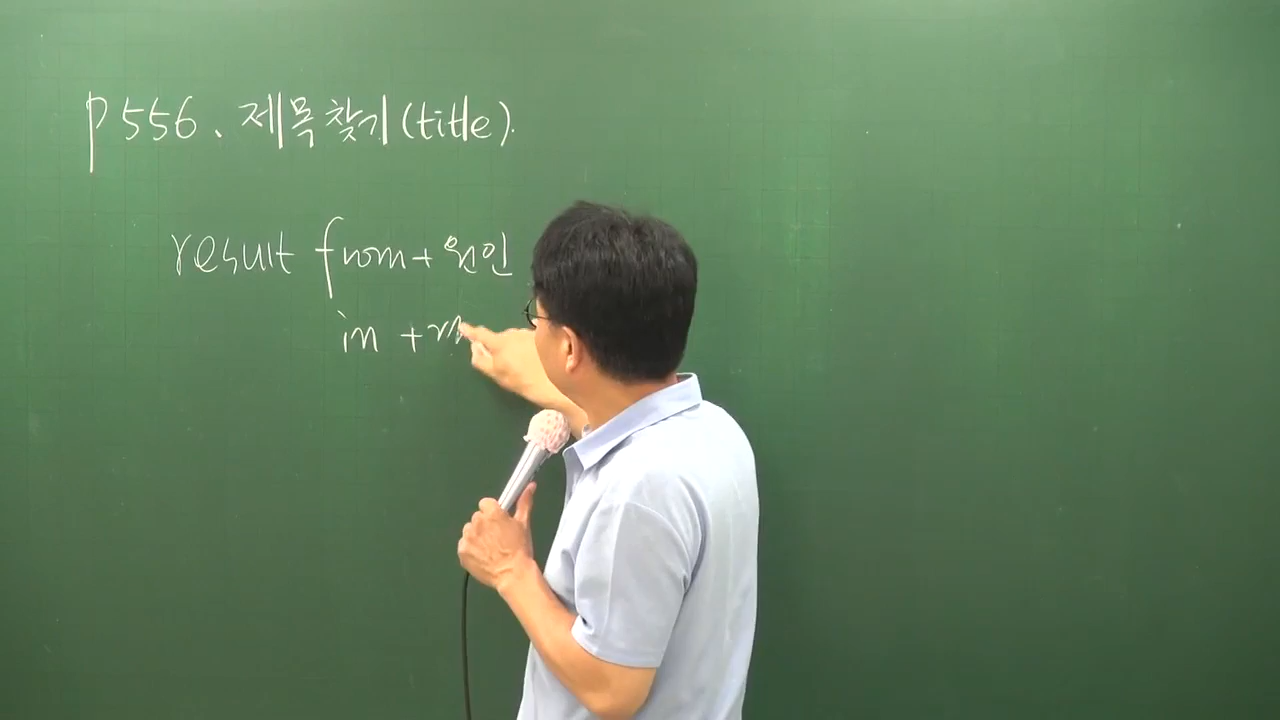 p 556. 제목 찾기 (title).
result from + 원인
in +